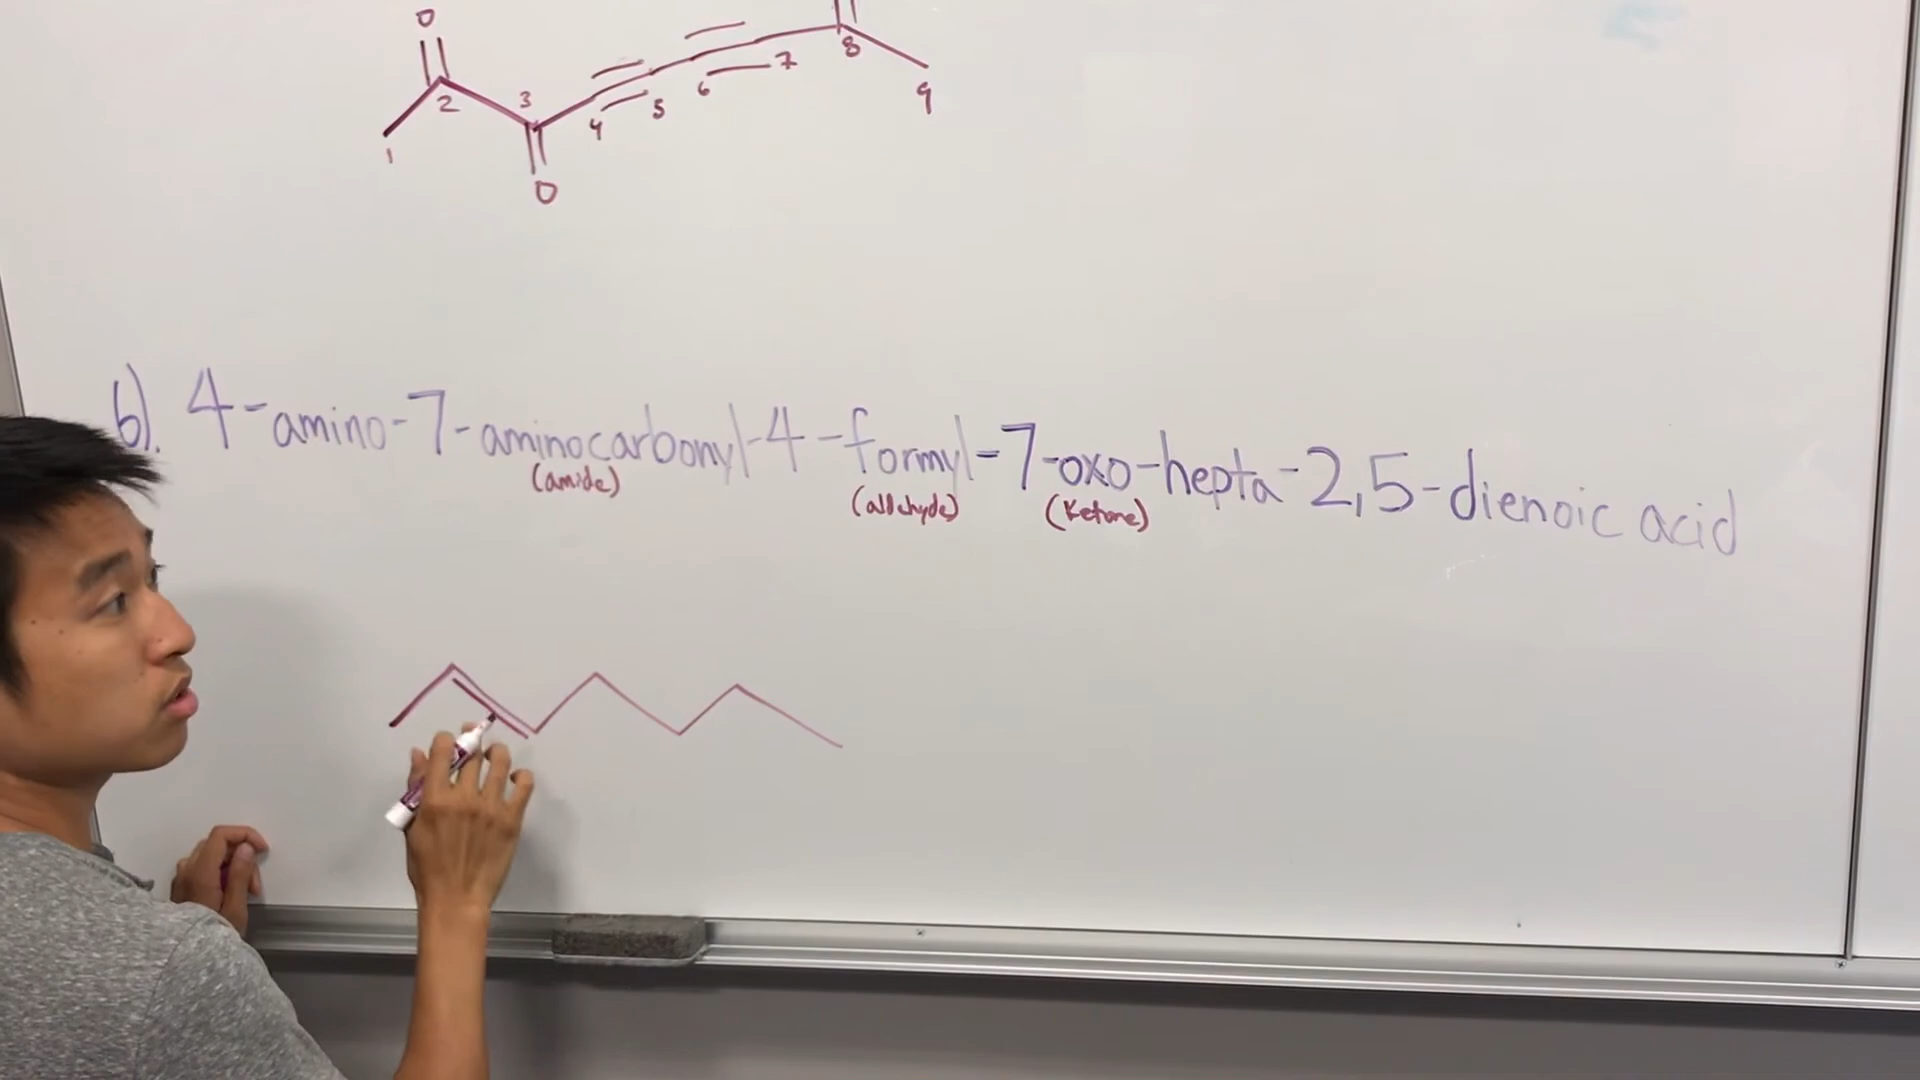 O
8
7
6
2
3
5
9
4
1
O
6). 4-amino-7-aminocarbonyl-4-formyl-7-oxo-hepta-2,5-dienoic acid
(amide) (aldehyde) (ketone)